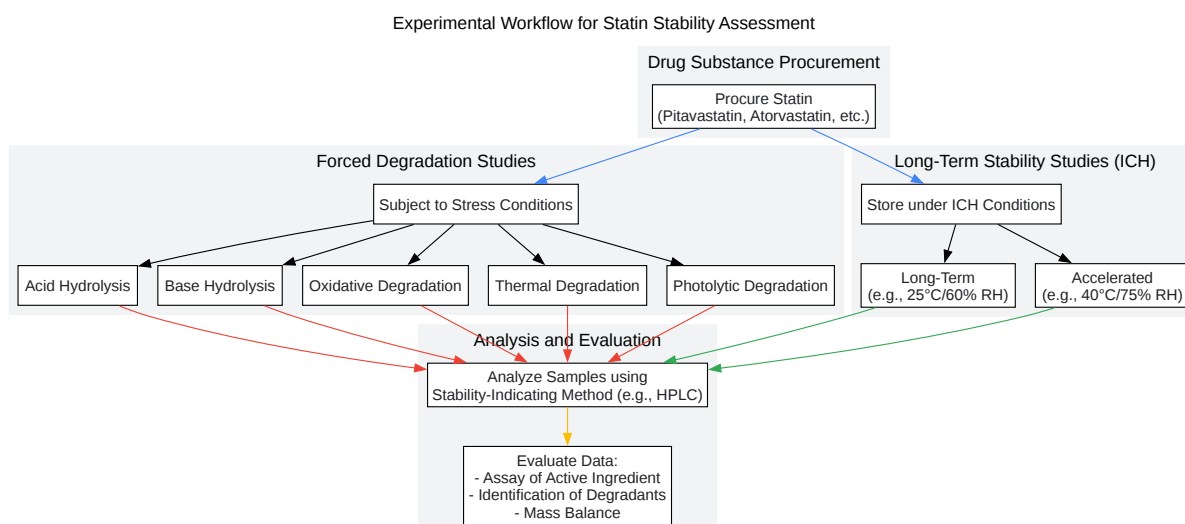 Experimental Workflow for Statin Stability Assessment
Drug Substance Procurement
Procure Statin
(Pitavastatin, Atorvastatin, etc.)
Forced Degradation Studies
Long-Term Stability Studies (ICH)
Subject to Stress Conditions
Store under ICH Conditions
Acid Hydrolysis
Base Hydrolysis
Oxidative Degradation
Thermal Degradation
Photolytic Degradation
Long-Term
(e.g., 25°C/60% RH)
Accelerated
(e.g., 40°C/75% RH)
Analysis and Evaluation
Analyze Samples using
Stability-Indicating Method (e.g., HPLC)
Evaluate Data:
- Assay of Active Ingredient
- Identification of Degradants
- Mass Balance